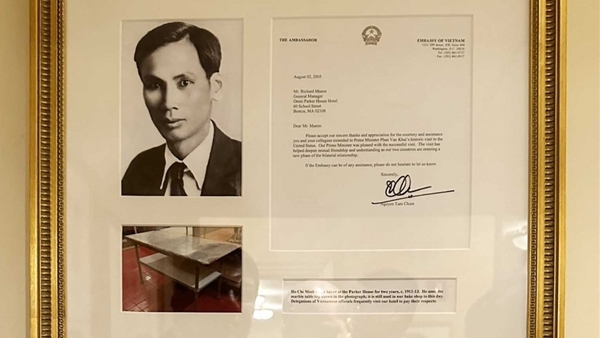 THE AMBASSADOR
EMBASSY OF VIETNAM
Washington, D.C. 20036
August 02, 2005
Mr. Richard Mason
General Manager
Omni Parker House Hotel
60 School Street
Boston, MA 02108
Dear Mr. Mason:
Please accept our sincere thanks and appreciation for the courtesy and assistance
you and your colleagues extended to Prime Minister Phan Van Khai's historic visit to the
United States. Our Prime Minister was pleased with the successful visit. The visit has
helped deepen mutual friendship and understanding as our two countries are entering a
new phase of the bilateral relationship.
If the Embassy can be of any assistance, please do not hesitate to let us know.
Sincerely,
Nguyen Tam Chien
Ho Chi Minh baker at the Parker House for two years, c. 1911-13. He used the
marble table top shown in the photograph; it is still used in our bake shop to this day.
Delegations of Vietnamese officials frequently visit our hotel to pay their respects.